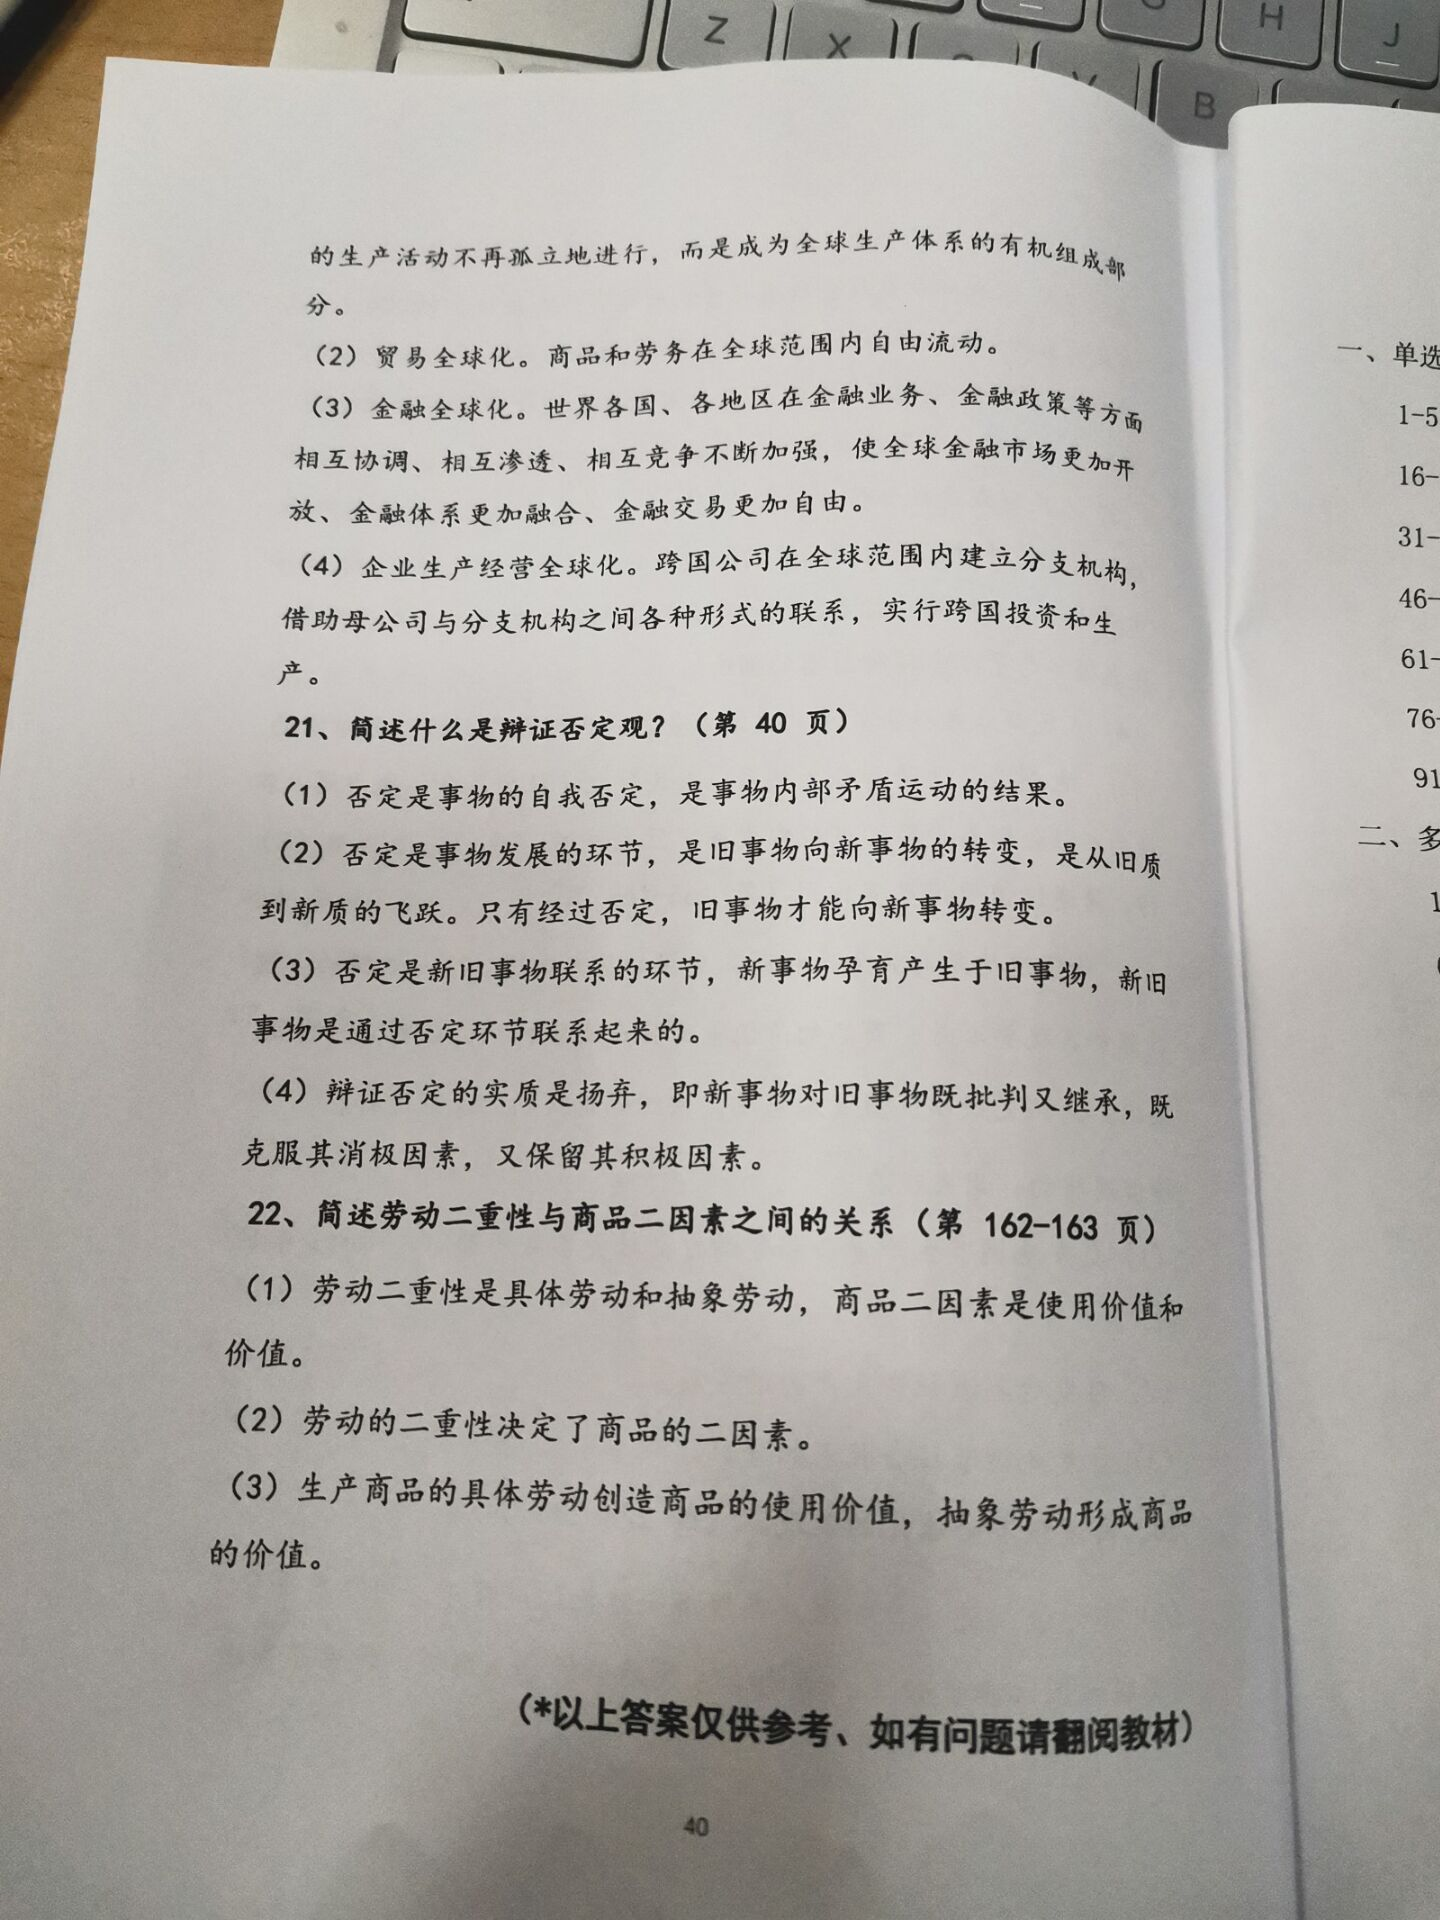 Z X B H J
的生产活动不再孤立地进行，而是成为全球生产体系的有机组成部
分。
（2）贸易全球化。商品和劳务在全球范围内自由流动。
（3）金融全球化。世界各国、各地区在金融业务、金融政策等方面
相互协调、相互渗透、相互竞争不断加强，使全球金融市场更加开
放、金融体系更加融合、金融交易更加自由。
（4）企业生产经营全球化。跨国公司在全球范围内建立分支机构，
借助母公司与分支机构之间各种形式的联系，实行跨国投资和生
产。
21、简述什么是辩证否定观？（第 40 页）
（1）否定是事物的自我否定，是事物内部矛盾运动的结果。
（2）否定是事物发展的环节，是旧事物向新事物的转变，是从旧质
到新质的飞跃。只有经过否定，旧事物才能向新事物转变。
（3）否定是新旧事物联系的环节，新事物孕育产生于旧事物，新旧
事物是通过否定环节联系起来的。
（4）辩证否定的实质是扬弃，即新事物对旧事物既批判又继承，既
克服其消极因素，又保留其积极因素。
22、简述劳动二重性与商品二因素之间的关系（第 162-163 页）
（1）劳动二重性是具体劳动和抽象劳动，商品二因素是使用价值和
价值。
（2）劳动的二重性决定了商品的二因素。
（3）生产商品的具体劳动创造商品的使用价值，抽象劳动形成商品
的价值。
（*以上答案仅供参考、如有问题请翻阅教材）
40
一、单选
1-5
16-
31-
46-
61-
76-
91
二、多
1